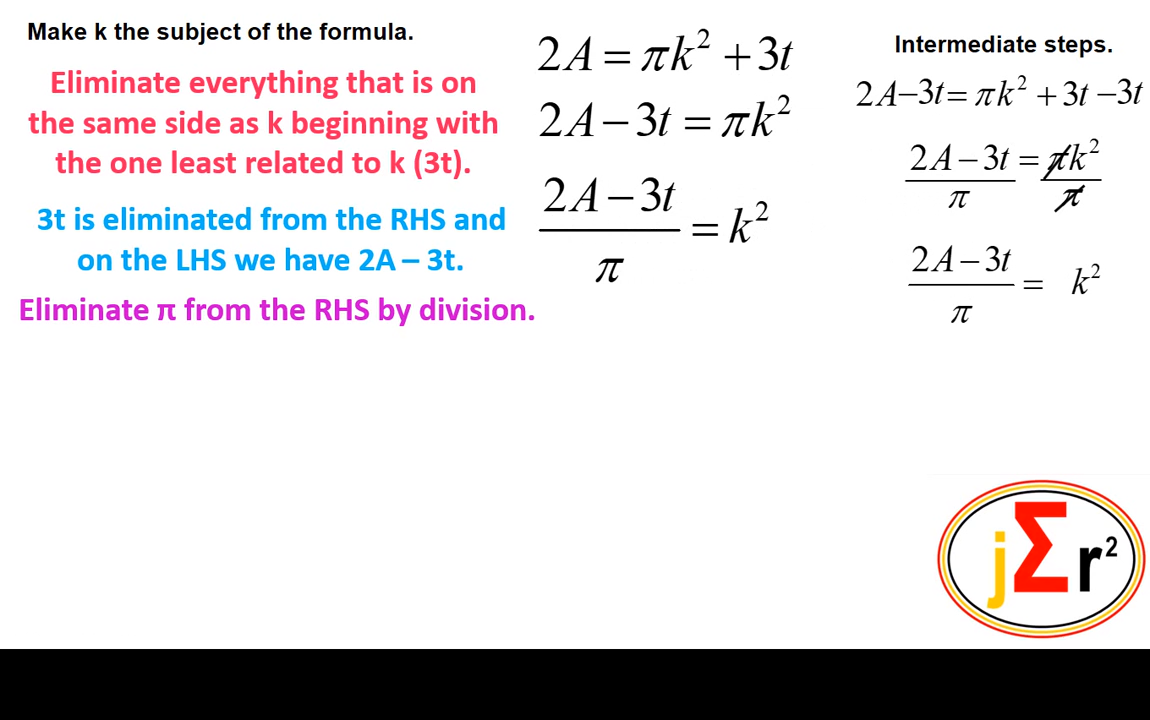 Make k the subject of the formula.
Eliminate everything that is on
the same side as k beginning with
the one least related to k (3t).
3t is eliminated from the RHS and
on the LHS we have 2A – 3t.
Eliminate π from the RHS by division.
2A = πk² + 3t
2A − 3t = πk²
2A − 3t
= k²
π
Intermediate steps.
2A−3t = πk² + 3t −3t
2A − 3t = πk²
π π
2A − 3t
= k²
π
jΣr²